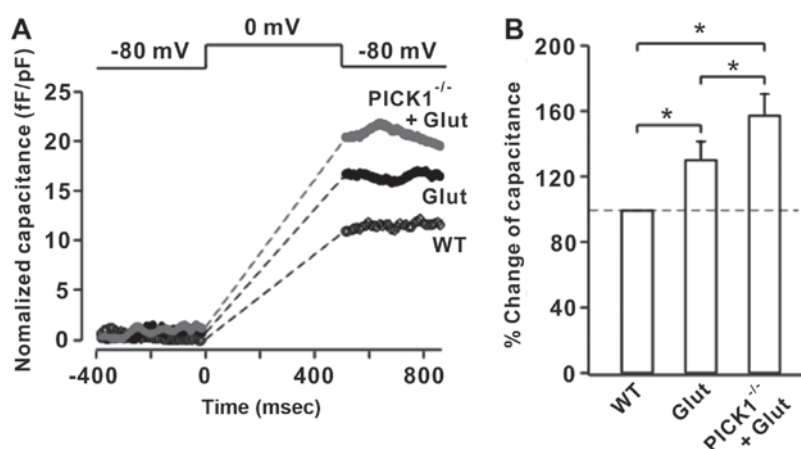 A
0 mV
-80 mV
-80 mV
Nomalized capacitance (fF/pF)
25
20
15
10
5
0
PICK1-/-
+ Glut
Glut
WT
-400
0
400
800
Time (msec)
B
% Change of capacitance
200
160
120
80
40
0
*
*
*
WT
Glut
PICK1-/-
+ Glut